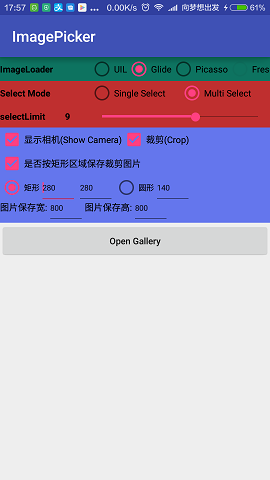 17:57 ... 0.00K/s 向梦想出发 61%
ImagePicker
ImageLoader UIL Glide Picasso Fres
Select Mode Single Select Multi Select
selectLimit 9
显示相机(Show Camera) 裁剪(Crop)
是否按矩形区域保存裁剪图片
矩形 280 280 圆形 140
图片保存宽: 800 图片保存高: 800
Open Gallery